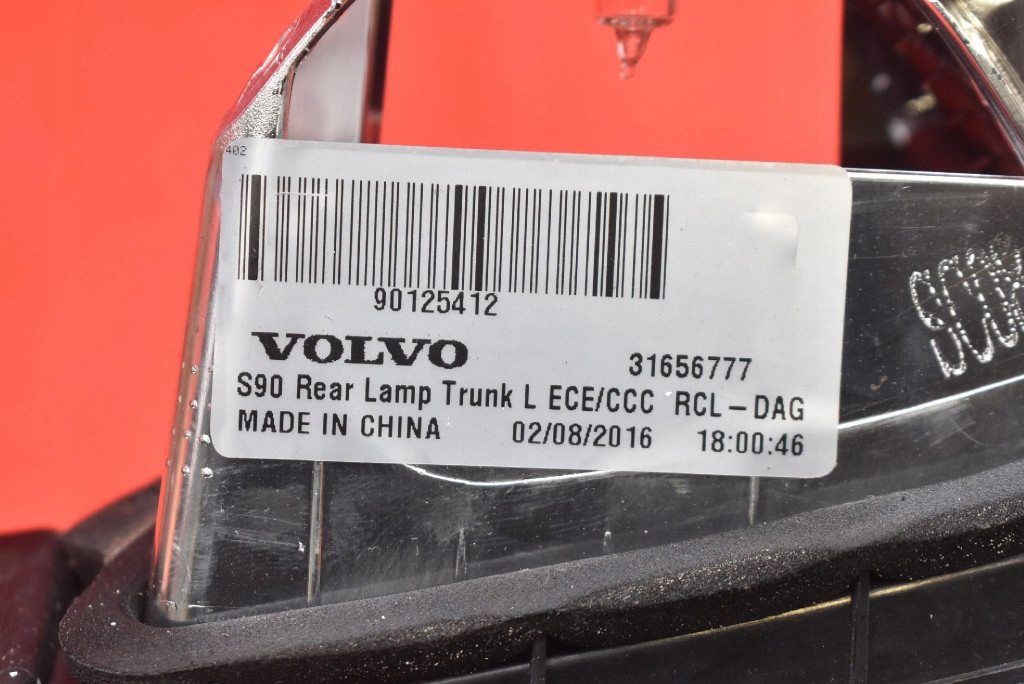 402
90125412
VOLVO
31656777
S90 Rear Lamp Trunk L ECE/CCC RCL-DAG
MADE IN CHINA 02/08/2016 18:00:46